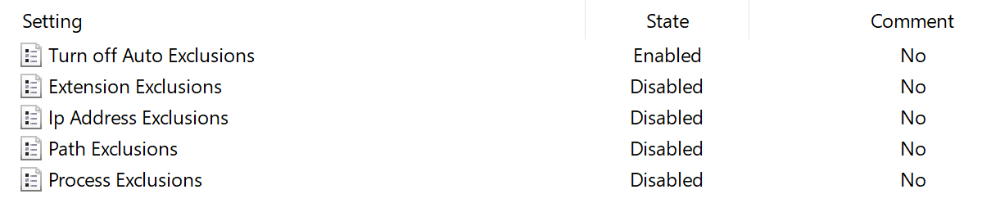 Setting State Comment
Turn off Auto Exclusions Enabled No
Extension Exclusions Disabled No
Ip Address Exclusions Disabled No
Path Exclusions Disabled No
Process Exclusions Disabled No